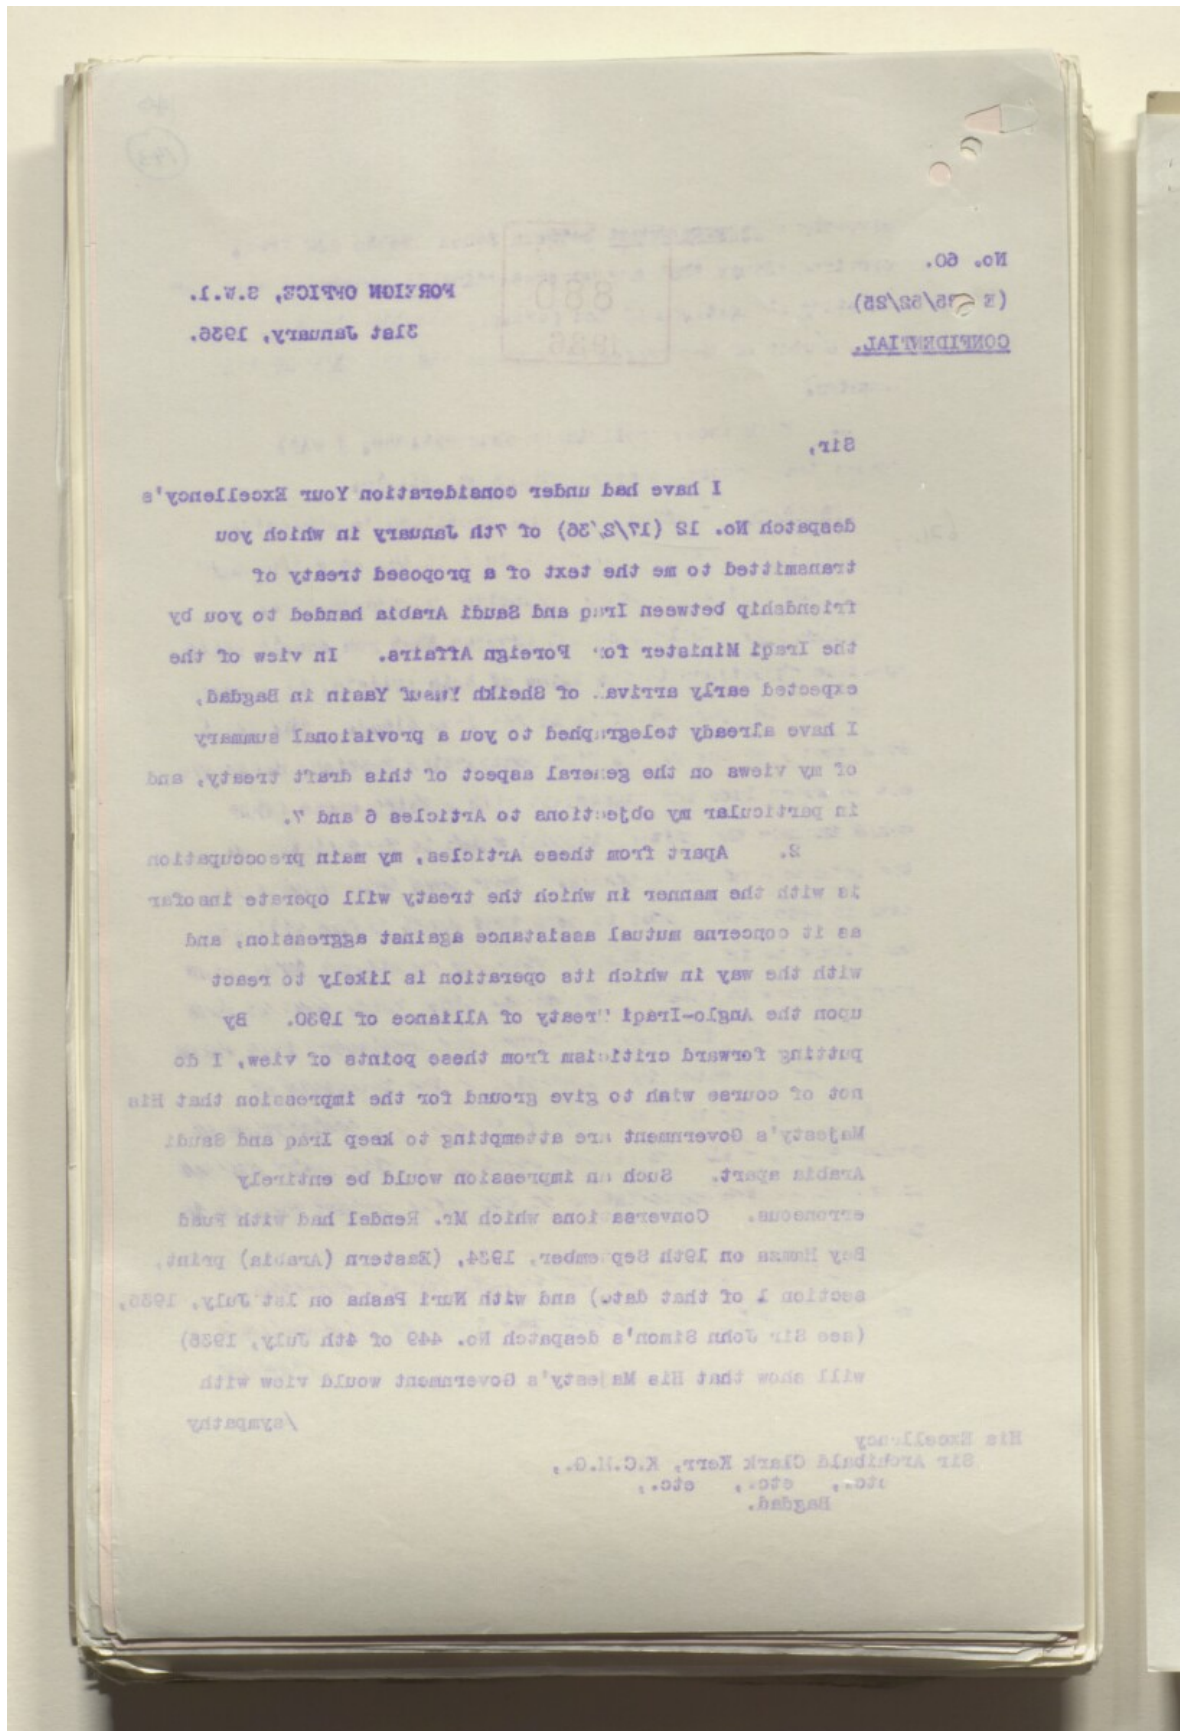 No. 60.
FOREIGN OFFICE, S.W.1.
(E /52/25)
31st January, 1936.
CONFIDENTIAL.
880
1936
Sir,
I have had under consideration Your Excellency's
despatch No. 12 (17/2/36) of 7th January in which you
transmitted to me the text of a proposed treaty of
friendship between Iraq and Saudi Arabia handed to you by
the Iraqi Minister for Foreign Affairs. In view of the
expected early arrival of Sheikh Yusuf Yasin in Bagdad,
I have already telegraphed to you a provisional summary
of my views on the general aspect of this draft treaty, and
in particular my objections to Articles 6 and 7.
2. Apart from these Articles, my main preoccupation
is with the manner in which the treaty will operate insofar
as it concerns mutual assistance against aggression, and
with the way in which its operation is likely to react
upon the Anglo-Iraqi Treaty of Alliance of 1930. By
putting forward criticism from these points of view, I do
not of course wish to give ground for the impression that His
Majesty's Government are attempting to keep Iraq and Saudi
Arabia apart. Such an impression would be entirely
erroneous. Conversations which Mr. Rendel had with Fuad
Bey Hamza on 19th September, 1934, (Eastern (Arabia) print,
section 1 of that date) and with Nuri Pasha on 1st July, 1935,
(see Sir John Simon's despatch No. 449 of 4th July, 1935)
will show that His Majesty's Government would view with
/sympathy
His Excellency
Sir Archibald Clark Kerr, K.C.M.G.,
etc., etc., etc.,
Bagdad.